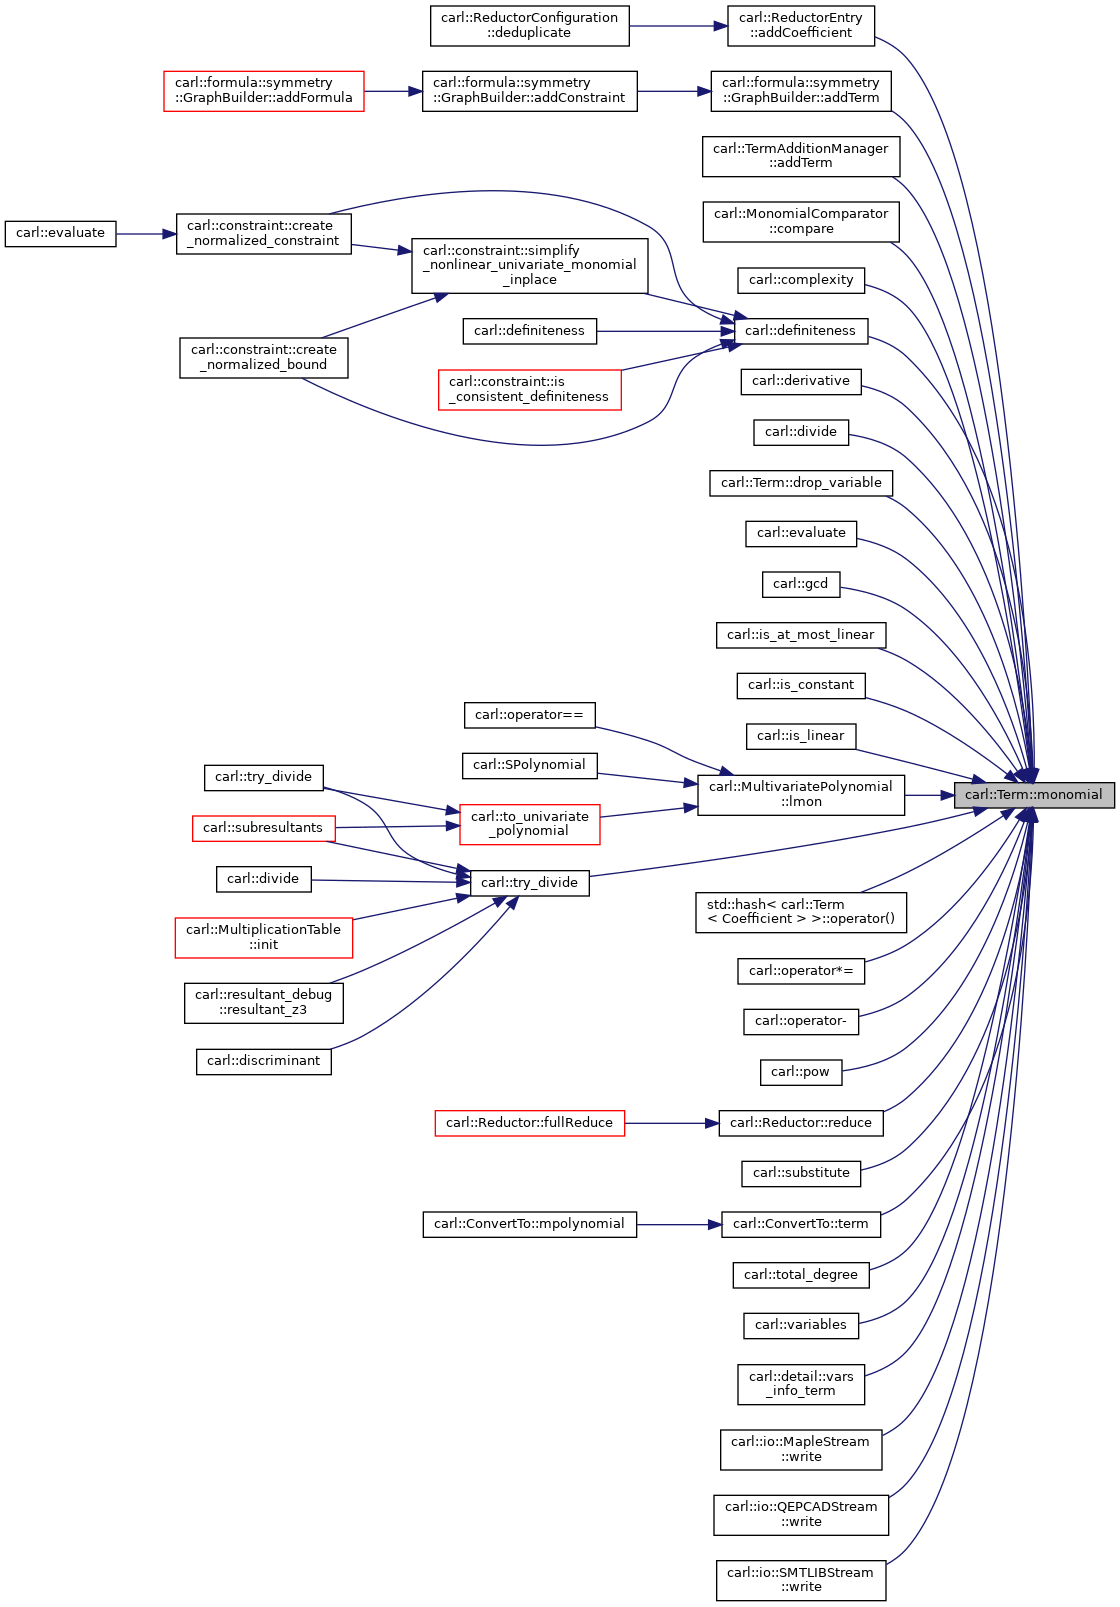 carl::ReductorConfiguration
::deduplicate
carl::ReductorEntry
::addCoefficient
carl::formula::symmetry
::GraphBuilder::addFormula
carl::formula::symmetry
::GraphBuilder::addConstraint
carl::formula::symmetry
::GraphBuilder::addTerm
carl::TermAdditionManager
::addTerm
carl::MonomialComparator
::compare
carl::evaluate
carl::constraint::create
_normalized_constraint
carl::constraint::simplify
_nonlinear_univariate_monomial
_inplace
carl::complexity
carl::definiteness
carl::definiteness
carl::constraint::create
_normalized_bound
carl::constraint::is
_consistent_definiteness
carl::derivative
carl::divide
carl::Term::drop_variable
carl::evaluate
carl::gcd
carl::is_at_most_linear
carl::is_constant
carl::operator==
carl::is_linear
carl::SPolynomial
carl::try_divide
carl::MultivariatePolynomial
::lmon
carl::Term::monomial
carl::subresultants
carl::to_univariate
_polynomial
carl::divide
carl::try_divide
carl::MultiplicationTable
::init
std::hash< carl::Term
< Coefficient > >::operator()
carl::resultant_debug
::resultant_z3
carl::operator*=
carl::operator-
carl::discriminant
carl::pow
carl::Reductor::fullReduce
carl::Reductor::reduce
carl::substitute
carl::ConvertTo::mpolynomial
carl::ConvertTo::term
carl::total_degree
carl::variables
carl::detail::vars
_info_term
carl::io::MapleStream
::write
carl::io::QEPCADStream
::write
carl::io::SMTLIBStream
::write